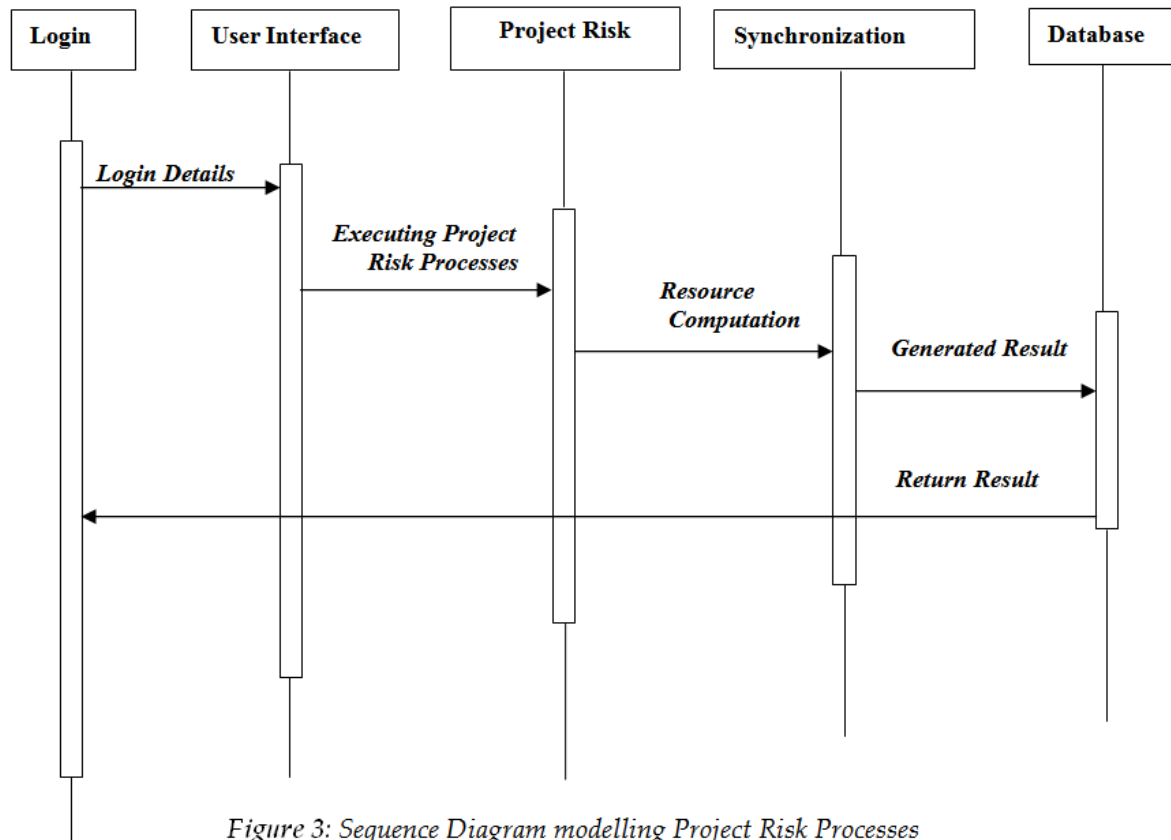 Login
User Interface
Project Risk
Synchronization
Database
Login Details
Executing Project
Risk Processes
Resource
Computation
Generated Result
Return Result
Figure 3: Sequence Diagram modelling Project Risk Processes